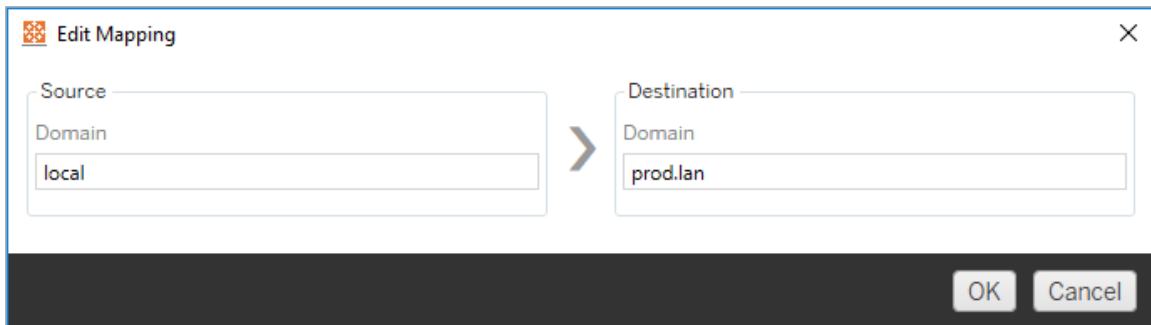 Edit Mapping
Source
Domain
local
Destination
Domain
prod.lan
OK
Cancel